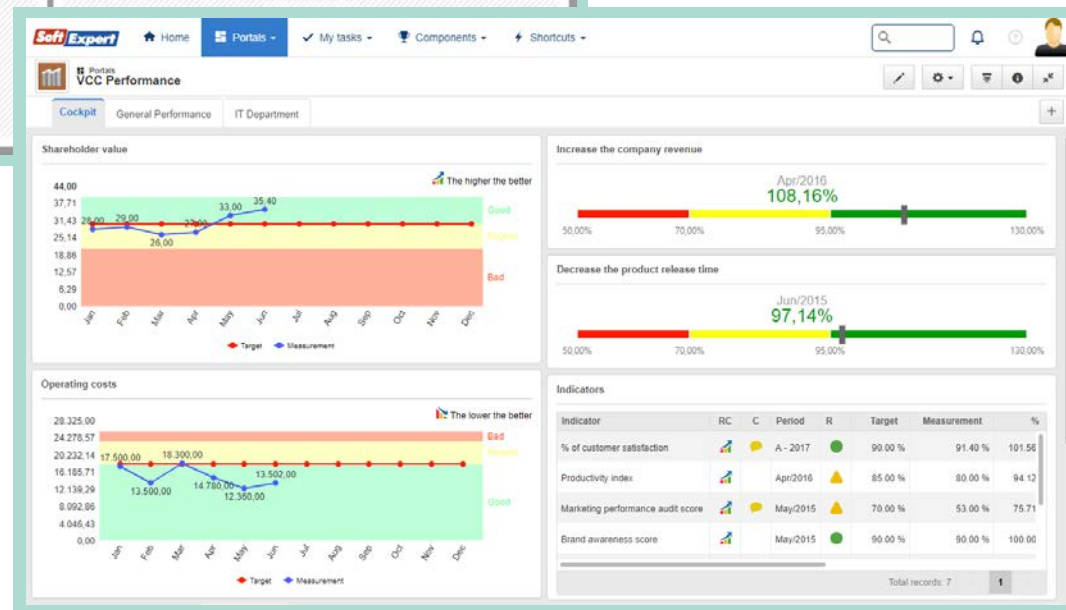 Soft Expert Home Portals My tasks Components Shortcuts
Portals
VCC Performance
Cockpit General Performance IT Department
Shareholder value
The higher the better
44,00
37,71
31,43
25,14
18,86
12,57
6,29
0,00
28,00 29,00 26,00 27,00 33,00 35,40
Good
Regular
Bad
Jan Feb Mar Apr May Jun Jul Aug Sep Oct Nov Dec
Target Measurement
Increase the company revenue
Apr/2016
108,16%
50,00% 70,00% 95,00% 130,00%
Decrease the product release time
Jun/2015
97,14%
50,00% 70,00% 95,00% 130,00%
Operating costs
The lower the better
28.325,00
24.278,57
20.232,14
16.185,71
12.139,29
8.092,86
4.046,43
0,00
17.500,00 13.500,00 18.300,00 14.780,00 12.360,00 13.502,00
Bad
Regular
Good
Jan Feb Mar Apr May Jun Jul Aug Sep Oct Nov Dec
Target Measurement
Indicators
Indicator RC C Period R Target Measurement %
% of customer satisfaction A - 2017 90.00 % 91.40 % 101.56
Productivity index Apr/2016 85.00 % 80.00 % 94.12
Marketing performance audit score May/2015 70.00 % 53.00 % 75.71
Brand awareness score May/2015 90.00 % 90.00 % 100.00
Total records: 7 1